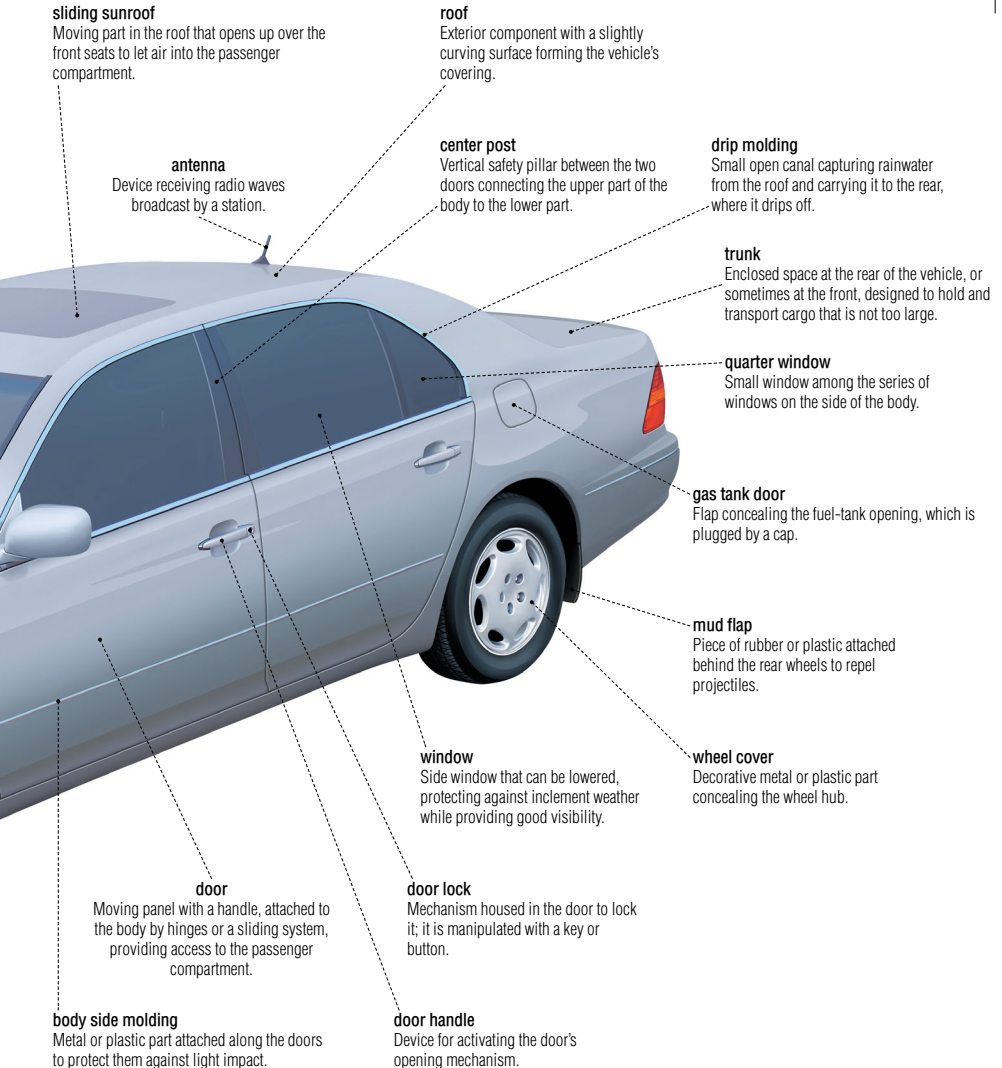 sliding sunroof
Moving part in the roof that opens up over the
front seats to let air into the passenger
compartment.
roof
Exterior component with a slightly
curving surface forming the vehicle's
covering.
antenna
Device receiving radio waves
broadcast by a station.
center post
Vertical safety pillar between the two
doors connecting the upper part of the
body to the lower part.
drip molding
Small open canal capturing rainwater
from the roof and carrying it to the rear,
where it drips off.
trunk
Enclosed space at the rear of the vehicle, or
sometimes at the front, designed to hold and
transport cargo that is not too large.
quarter window
Small window among the series of
windows on the side of the body.
gas tank door
Flap concealing the fuel-tank opening, which is
plugged by a cap.
mud flap
Piece of rubber or plastic attached
behind the rear wheels to repel
projectiles.
window
Side window that can be lowered,
protecting against inclement weather
while providing good visibility.
wheel cover
Decorative metal or plastic part
concealing the wheel hub.
door
Moving panel with a handle, attached to
the body by hinges or a sliding system,
providing access to the passenger
compartment.
door lock
Mechanism housed in the door to lock
it; it is manipulated with a key or
button.
body side molding
Metal or plastic part attached along the doors
to protect them against light impact.
door handle
Device for activating the door's
opening mechanism.